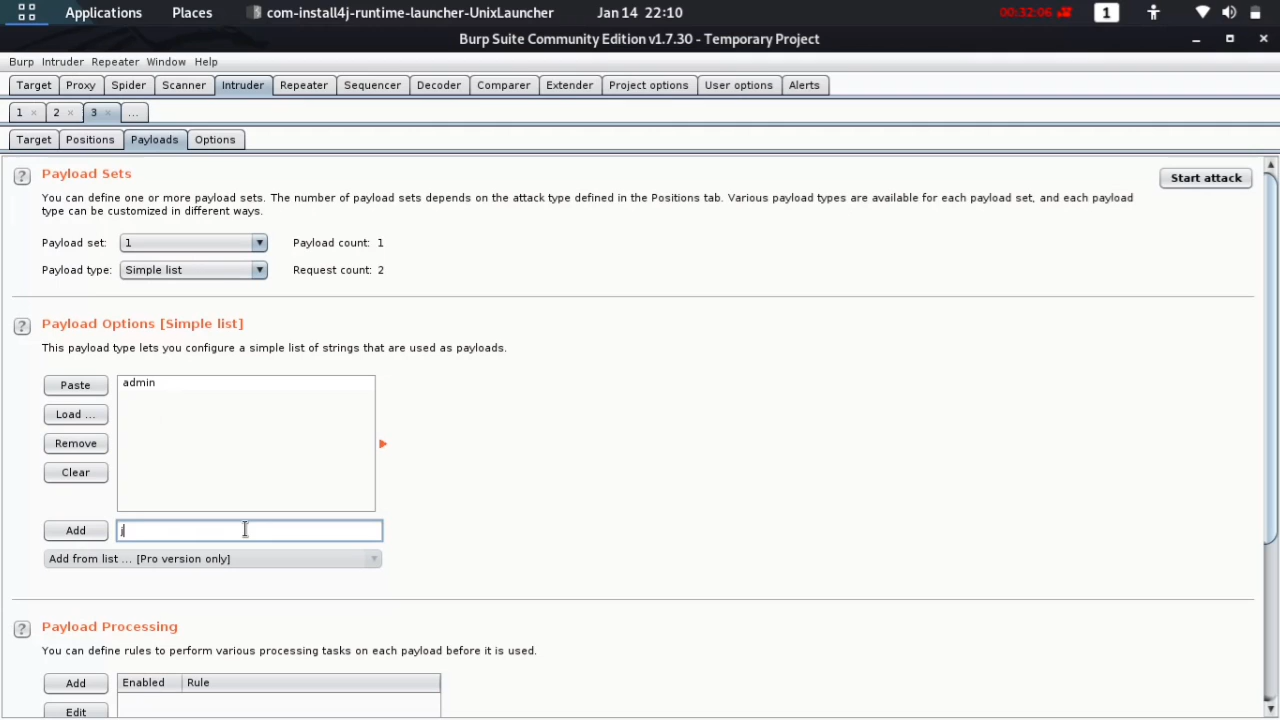 Applications Places com-install4j-runtime-launcher-UnixLauncher Jan 14 22:10 00:32:06 1
Burp Suite Community Edition v1.7.30 - Temporary Project
Burp Intruder Repeater Window Help
Target Proxy Spider Scanner Intruder Repeater Sequencer Decoder Comparer Extender Project options User options Alerts
1 × 2 × 3 × ...
Target Positions Payloads Options
? Payload Sets Start attack
You can define one or more payload sets. The number of payload sets depends on the attack type defined in the Positions tab. Various payload types are available for each payload set, and each payload
type can be customized in different ways.
Payload set: 1 Payload count: 1
Payload type: Simple list Request count: 2
? Payload Options [Simple list]
This payload type lets you configure a simple list of strings that are used as payloads.
Paste admin
Load ...
Remove
Clear
Add j
Add from list ... [Pro version only]
? Payload Processing
You can define rules to perform various processing tasks on each payload before it is used.
Add Enabled Rule
Edit